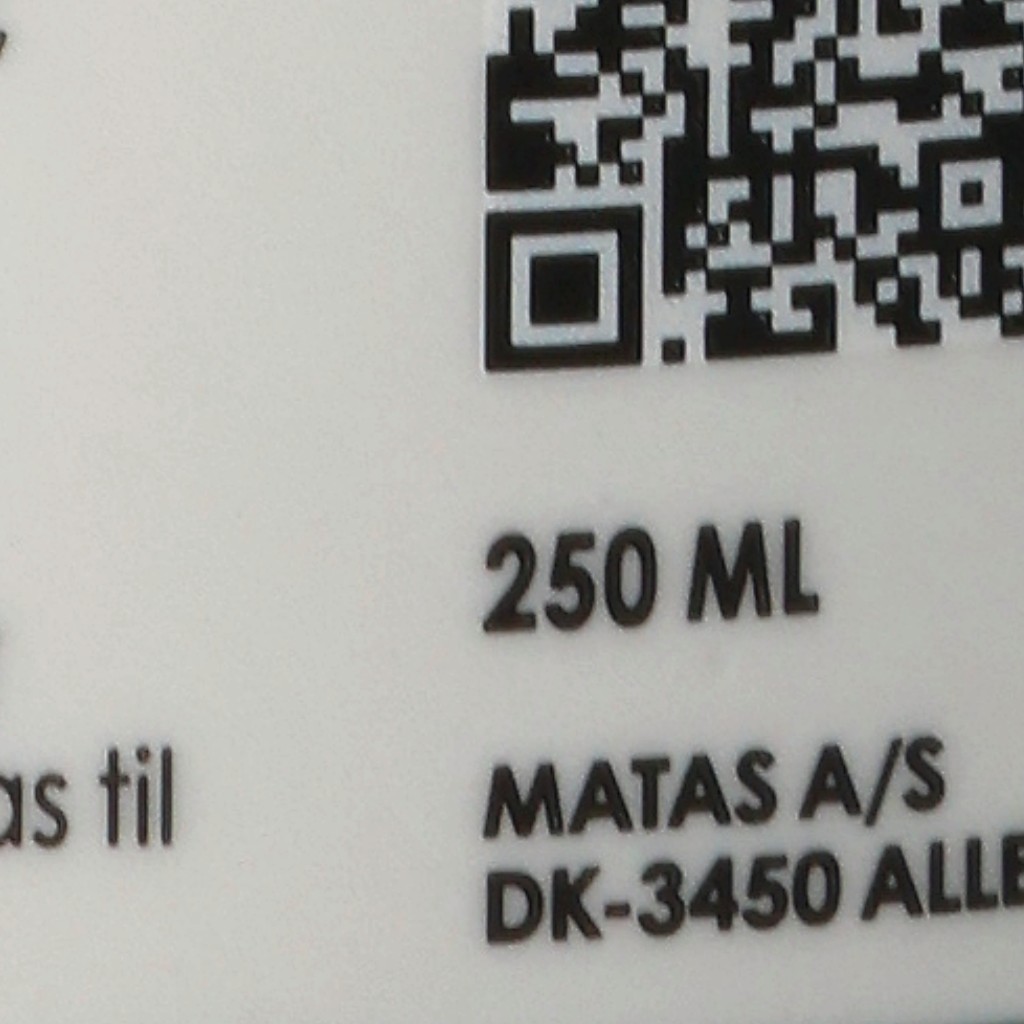 250 ML
as til
MATAS A/S
DK-3450 ALLE